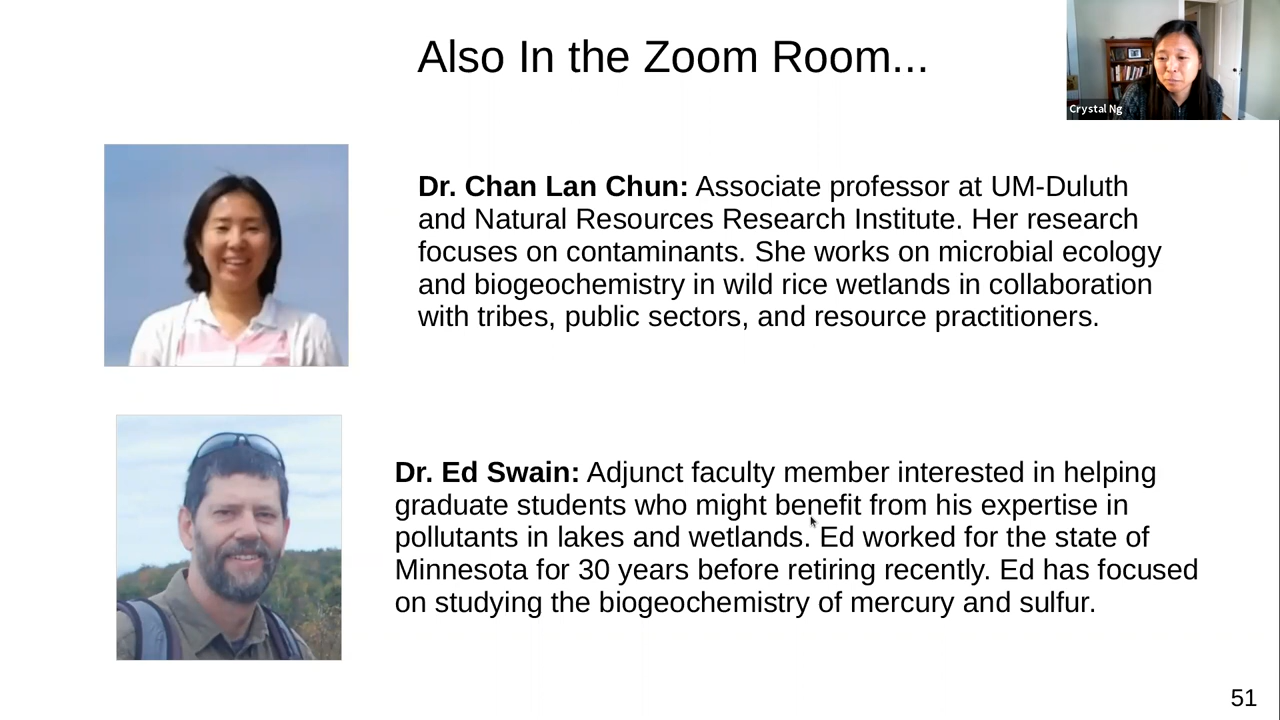 Also In the Zoom Room...
Crystal Ng
Dr. Chan Lan Chun: Associate professor at UM-Duluth
and Natural Resources Research Institute. Her research
focuses on contaminants. She works on microbial ecology
and biogeochemistry in wild rice wetlands in collaboration
with tribes, public sectors, and resource practitioners.
Dr. Ed Swain: Adjunct faculty member interested in helping
graduate students who might benefit from his expertise in
pollutants in lakes and wetlands. Ed worked for the state of
Minnesota for 30 years before retiring recently. Ed has focused
on studying the biogeochemistry of mercury and sulfur.
51